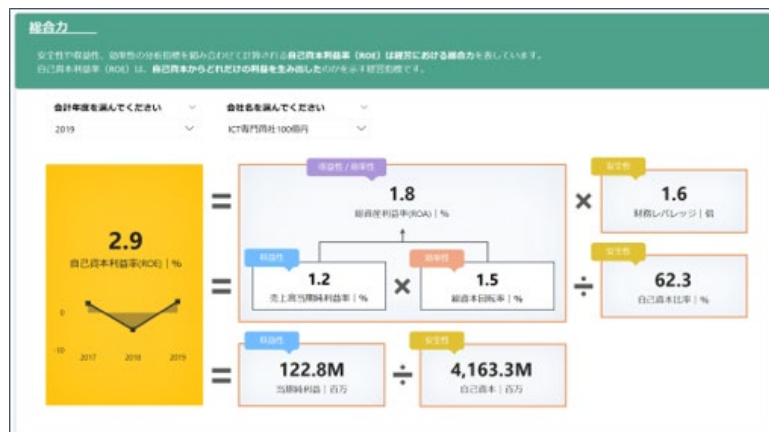 総合力
安全性や収益性、効率性の分析指標を組み合わせて計算される自己資本利益率（ROE）は経営における総合力を表しています。
自己資本利益率（ROE）は、自己資本からどれだけの利益を生み出したのかを示す経営指標です。
会計年度を選んでください
会社名を選んでください
2019
ICT専門商社100億円
収益性 / 効率性
安全性
2.9
自己資本利益率(ROE) | %
=
1.8
総資産利益率(ROA) | %
×
1.6
財務レバレッジ | 倍
収益性
効率性
安全性
=
1.2
売上高当期純利益率 | %
×
1.5
総資本回転率 | %
÷
62.3
自己資本比率 | %
0
-10
2017
2018
2019
収益性
安全性
=
122.8M
当期純利益 | 百万
÷
4,163.3M
自己資本 | 百万